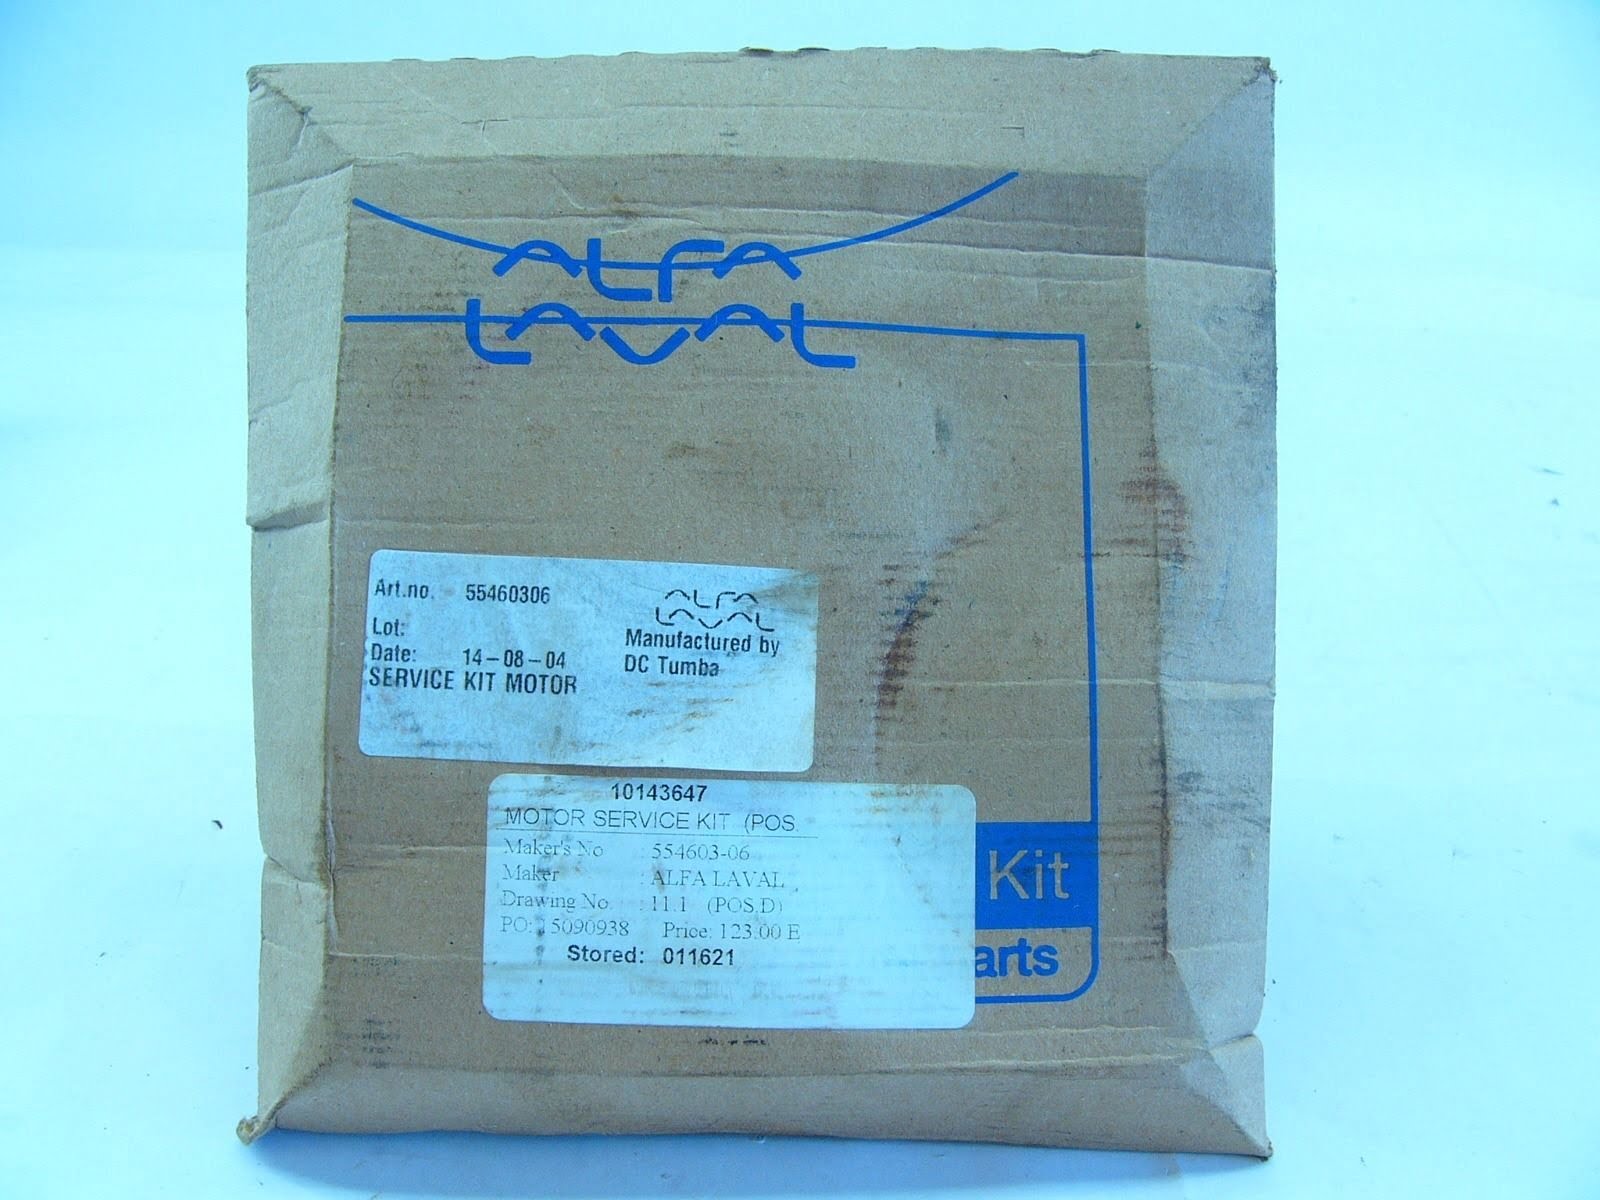 ALFA
LAVAL
Art.no. 55460306
Lot:
Date: 14-08-04
SERVICE KIT MOTOR
ALFA
LAVAL
Manufactured by
DC Tumba
10143647
MOTOR SERVICE KIT (POS.
Maker's No : 554603-06
Maker : ALFA LAVAL
Drawing No. : 11.1 (POS.D)
PO: 15090938 Price: 123.00 E
Stored: 011621
Kit
arts